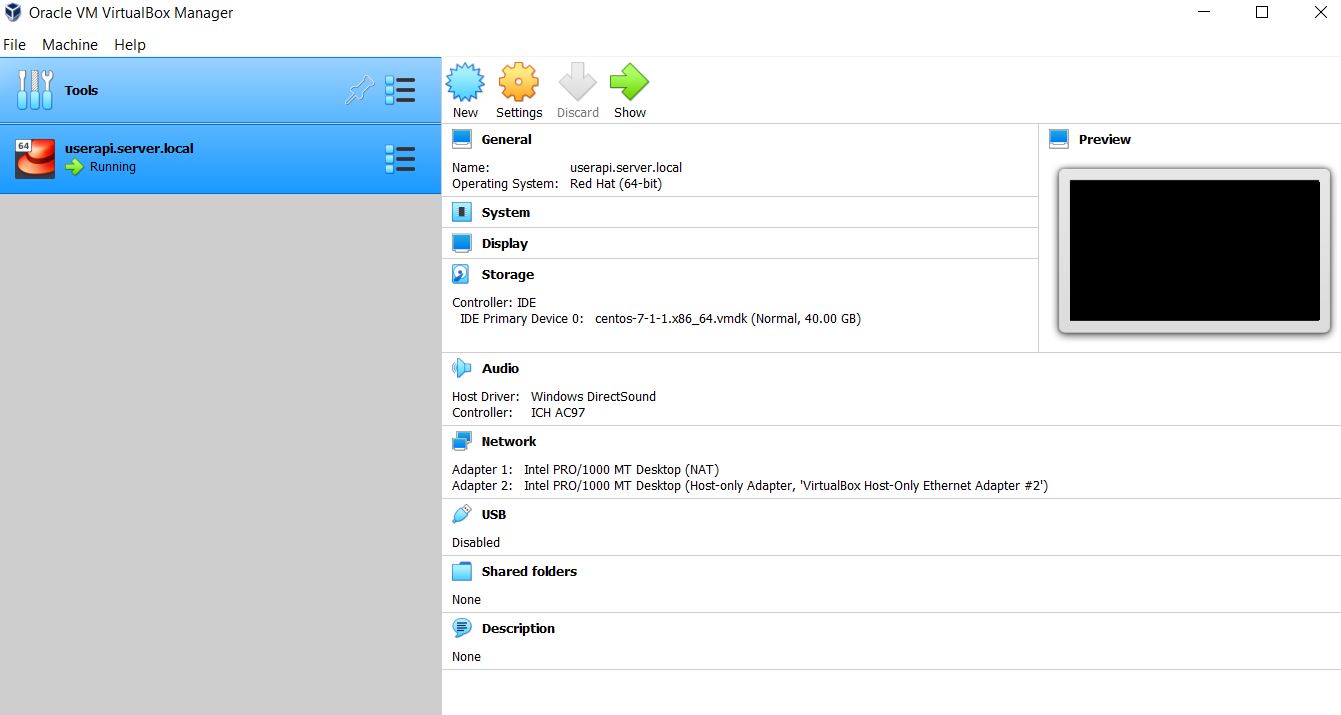 Oracle VM VirtualBox Manager
File Machine Help
Tools
64
userapi.server.local
Running
New Settings Discard Show
General
Name: userapi.server.local
Operating System: Red Hat (64-bit)
System
Display
Storage
Controller: IDE
IDE Primary Device 0: centos-7-1-1.x86_64.vmdk (Normal, 40.00 GB)
Audio
Host Driver: Windows DirectSound
Controller: ICH AC97
Network
Adapter 1: Intel PRO/1000 MT Desktop (NAT)
Adapter 2: Intel PRO/1000 MT Desktop (Host-only Adapter, 'VirtualBox Host-Only Ethernet Adapter #2')
USB
Disabled
Shared folders
None
Description
None
Preview